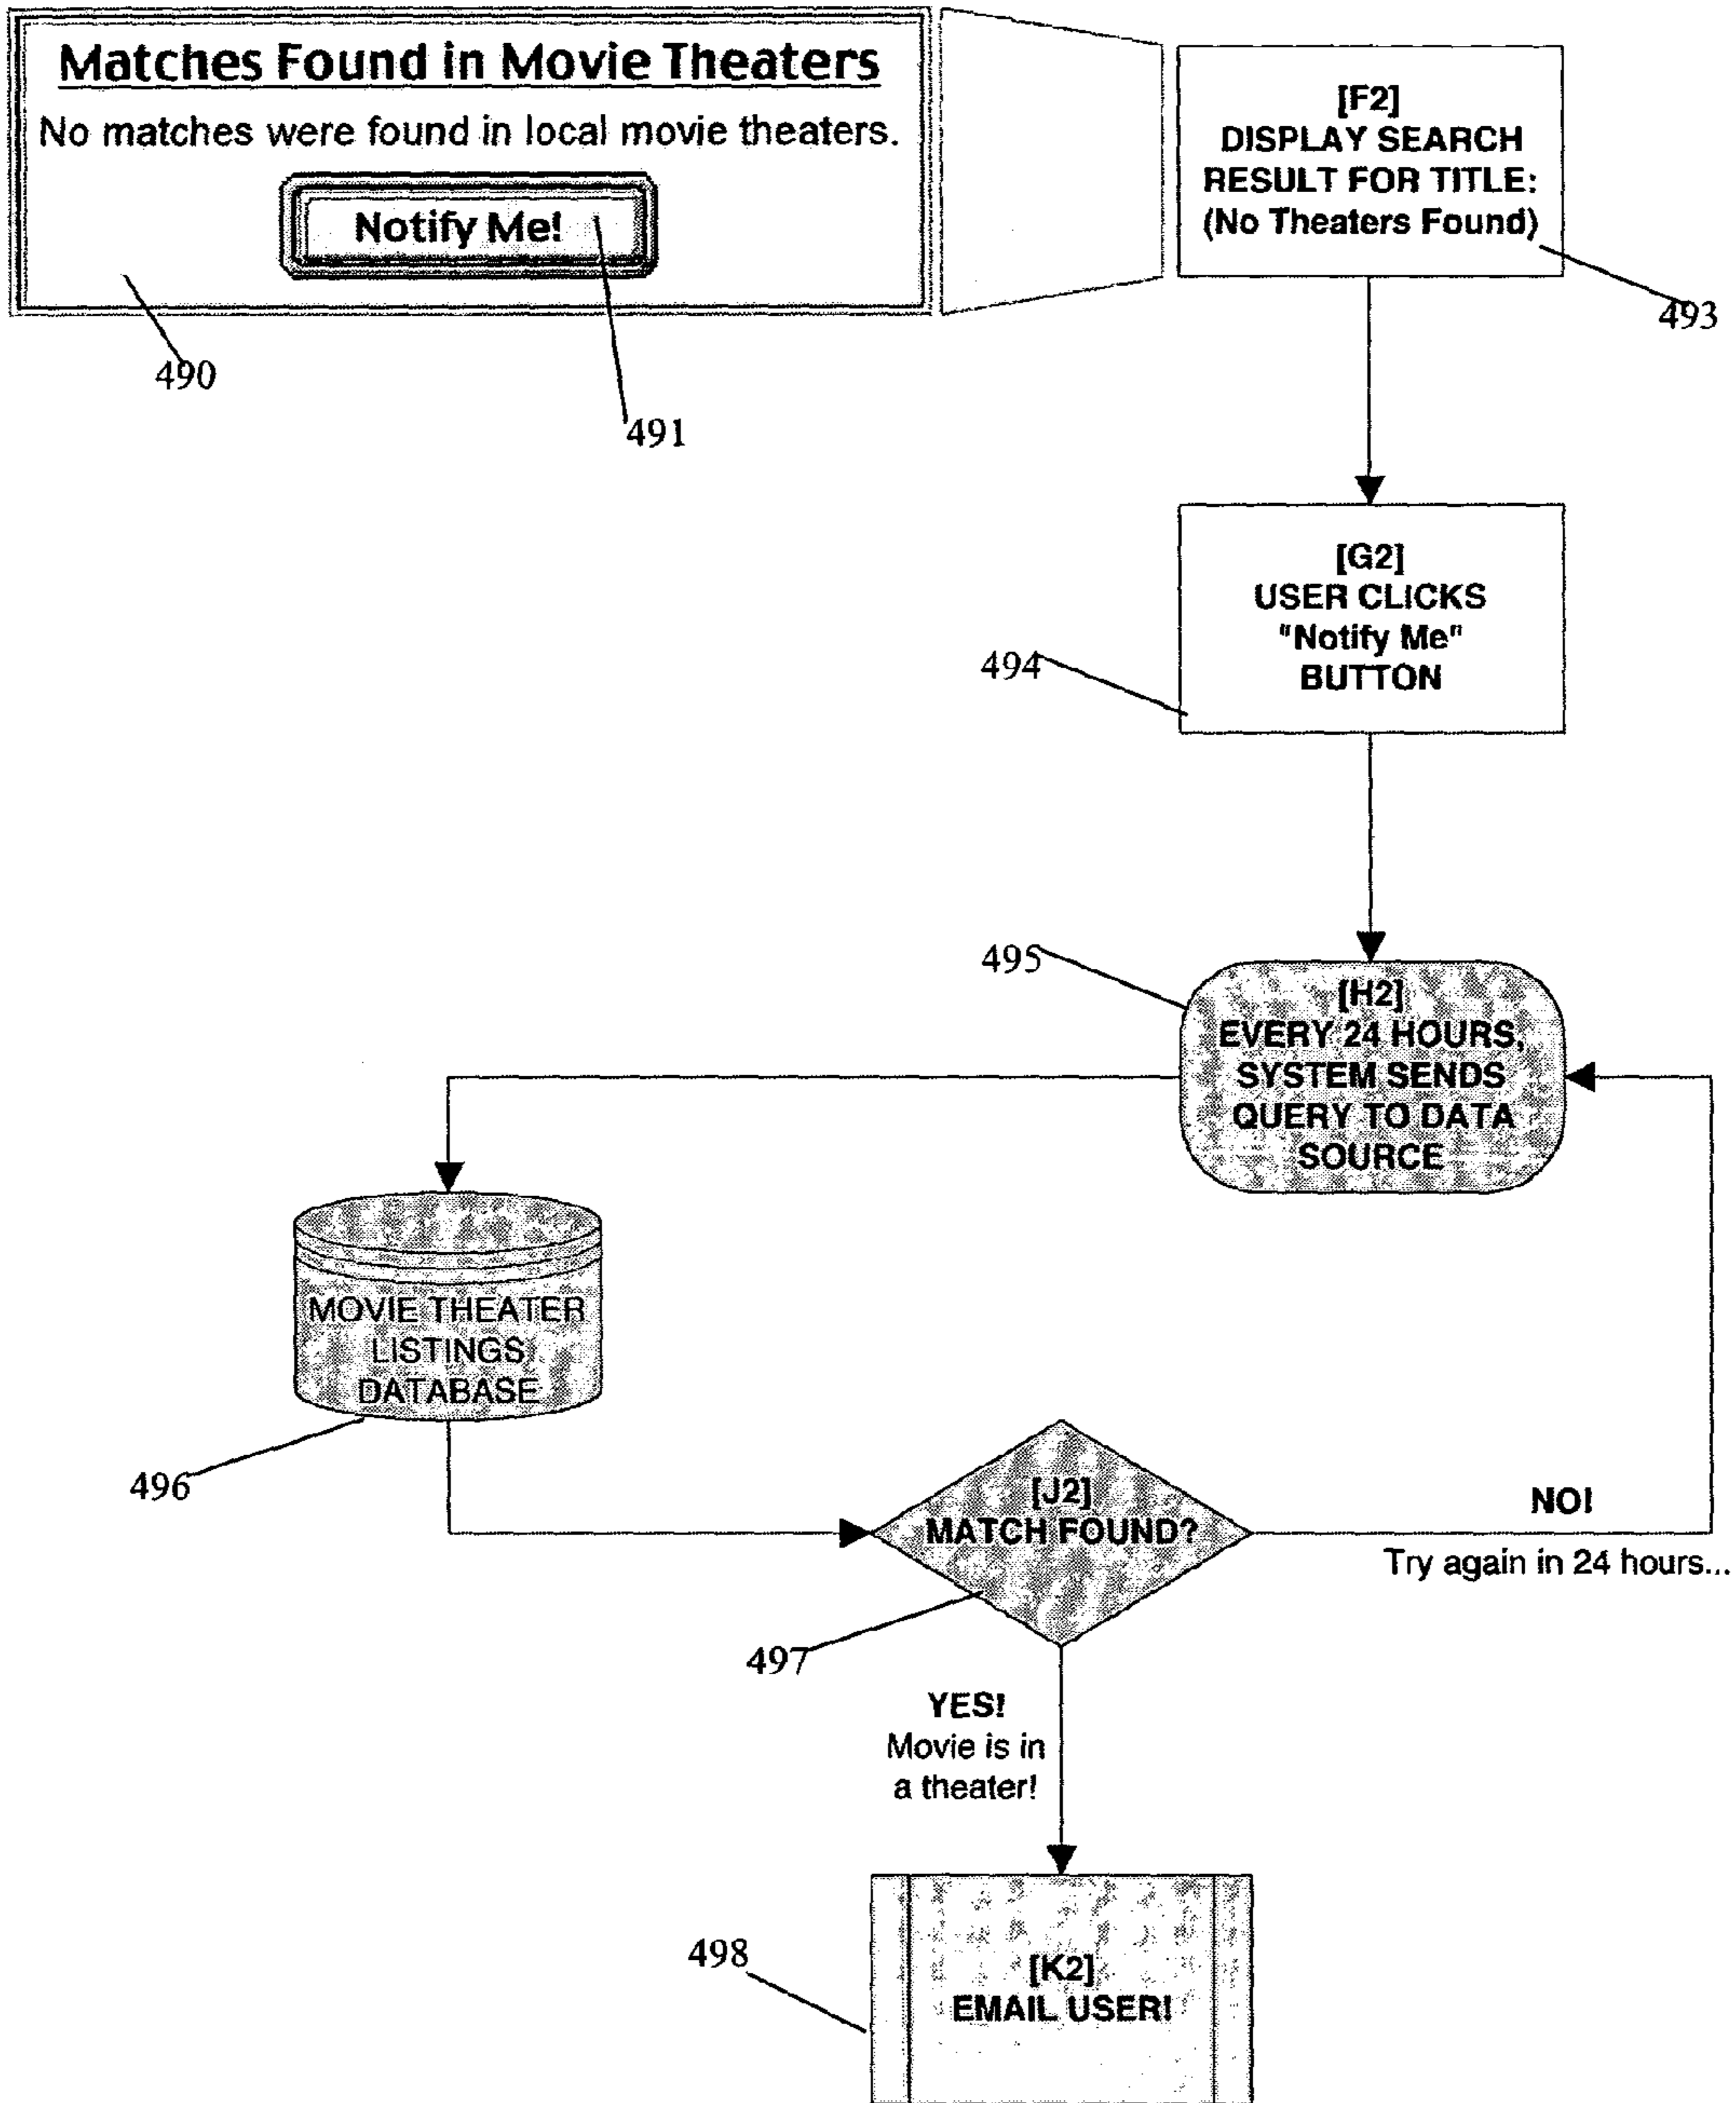 Matches Found in Movie Theaters
No matches were found in local movie theaters.
Notify Me!
490
491
[F2]
DISPLAY SEARCH
RESULT FOR TITLE:
(No Theaters Found)
493
[G2]
USER CLICKS
"Notify Me"
BUTTON
494
495
[H2]
EVERY 24 HOURS,
SYSTEM SENDS
QUERY TO DATA
SOURCE
MOVIE THEATER
LISTINGS
DATABASE
496
[J2]
MATCH FOUND?
497
NO!
Try again in 24 hours...
YES!
Movie is in
a theater!
498
[K2]
EMAIL USER!